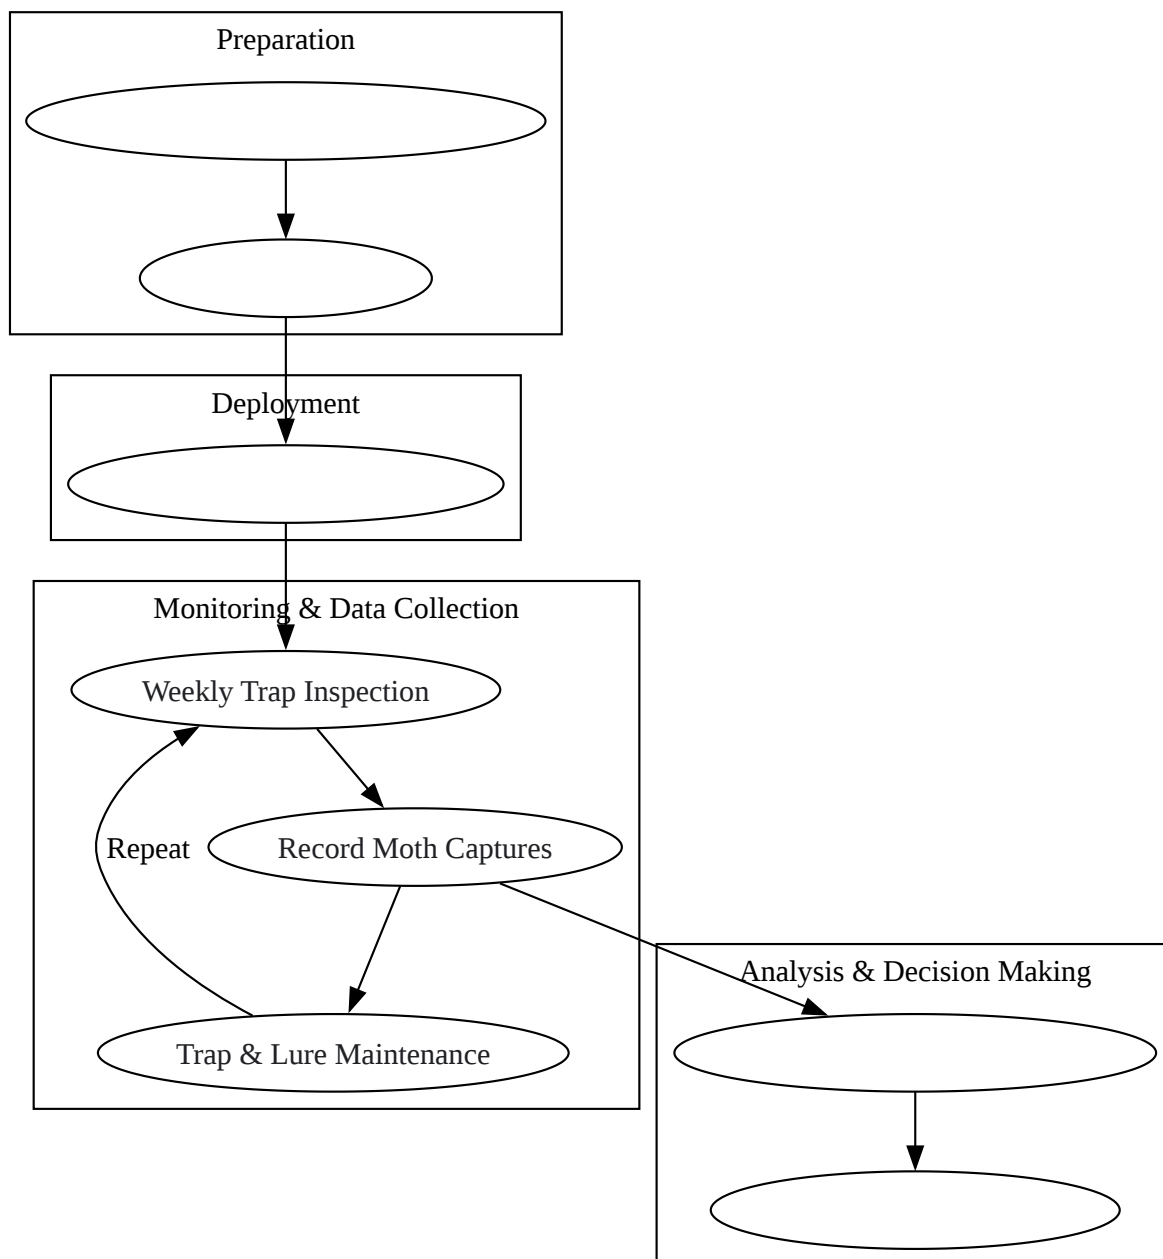 Preparation
Deployment
Monitoring & Data Collection
Weekly Trap Inspection
Repeat
Record Moth Captures
Analysis & Decision Making
Trap & Lure Maintenance